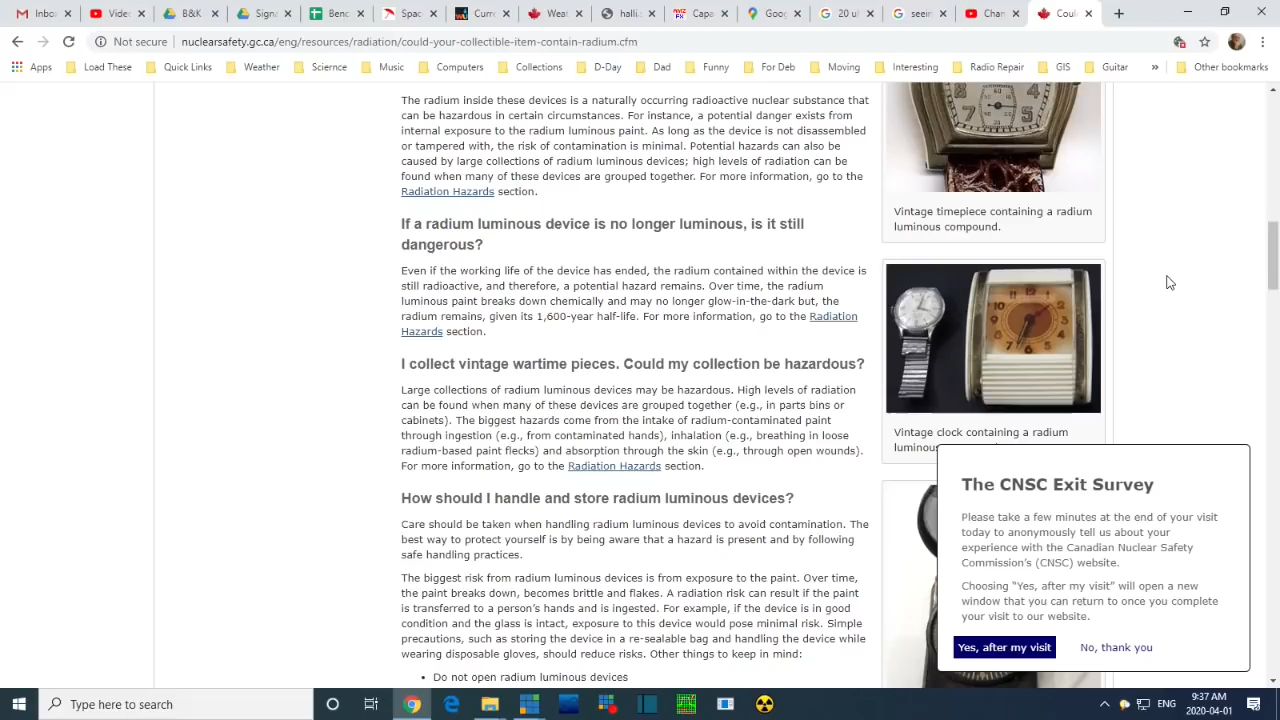 Inbox
Yester
B&K
Sidene
Benc
Spac
Curre
Wea
halli
Weat
PayPa
Goog
20 ul
seein
Rad
Cou
Not secure
nuclearsafety.gc.ca/eng/resources/radiation/could-your-collectible-item-contain-radium.cfm
Apps Load These Quick Links Weather Sciernce Music Computers Collections D-Day Dad Funny For Deb Moving Interesting Radio Repair GIS Guitar » Other bookmarks
The radium inside these devices is a naturally occurring radioactive nuclear substance that
can be hazardous in certain circumstances. For instance, a potential danger exists from
internal exposure to the radium luminous paint. As long as the device is not disassembled
or tampered with, the risk of contamination is minimal. Potential hazards can also be
caused by large collections of radium luminous devices; high levels of radiation can be
found when many of these devices are grouped together. For more information, go to the
Radiation Hazards section.
If a radium luminous device is no longer luminous, is it still
dangerous?
Even if the working life of the device has ended, the radium contained within the device is
still radioactive, and therefore, a potential hazard remains. Over time, the radium
luminous paint breaks down chemically and may no longer glow-in-the-dark but, the
radium remains, given its 1,600-year half-life. For more information, go to the Radiation
Hazards section.
I collect vintage wartime pieces. Could my collection be hazardous?
Large collections of radium luminous devices may be hazardous. High levels of radiation
can be found when many of these devices are grouped together (e.g., in parts bins or
cabinets). The biggest hazards come from the intake of radium-contaminated paint
through ingestion (e.g., from contaminated hands), inhalation (e.g., breathing in loose
radium-based paint flecks) and absorption through the skin (e.g., through open wounds).
For more information, go to the Radiation Hazards section.
How should I handle and store radium luminous devices?
Care should be taken when handling radium luminous devices to avoid contamination. The
best way to protect yourself is by being aware that a hazard is present and by following
safe handling practices.
The biggest risk from radium luminous devices is from exposure to the paint. Over time,
the paint breaks down, becomes brittle and flakes. A radiation risk can result if the paint
is transferred to a person's hands and is ingested. For example, if the device is in good
condition and the glass is intact, exposure to this device would pose minimal risk. Simple
precautions, such as storing the device in a re-sealable bag and handling the device while
wearing disposable gloves, should reduce risks. Other things to keep in mind:
• Do not open radium luminous devices
Vintage timepiece containing a radium
luminous compound.
Vintage clock containing a radium
The CNSC Exit Survey
Please take a few minutes at the end of your visit
today to anonymously tell us about your
experience with the Canadian Nuclear Safety
Commission's (CNSC) website.
Choosing "Yes, after my visit" will open a new
window that you can return to once you complete
your visit to our website.
Yes, after my visit No, thank you
Type here to search
ENG
9:37 AM
2020-04-01